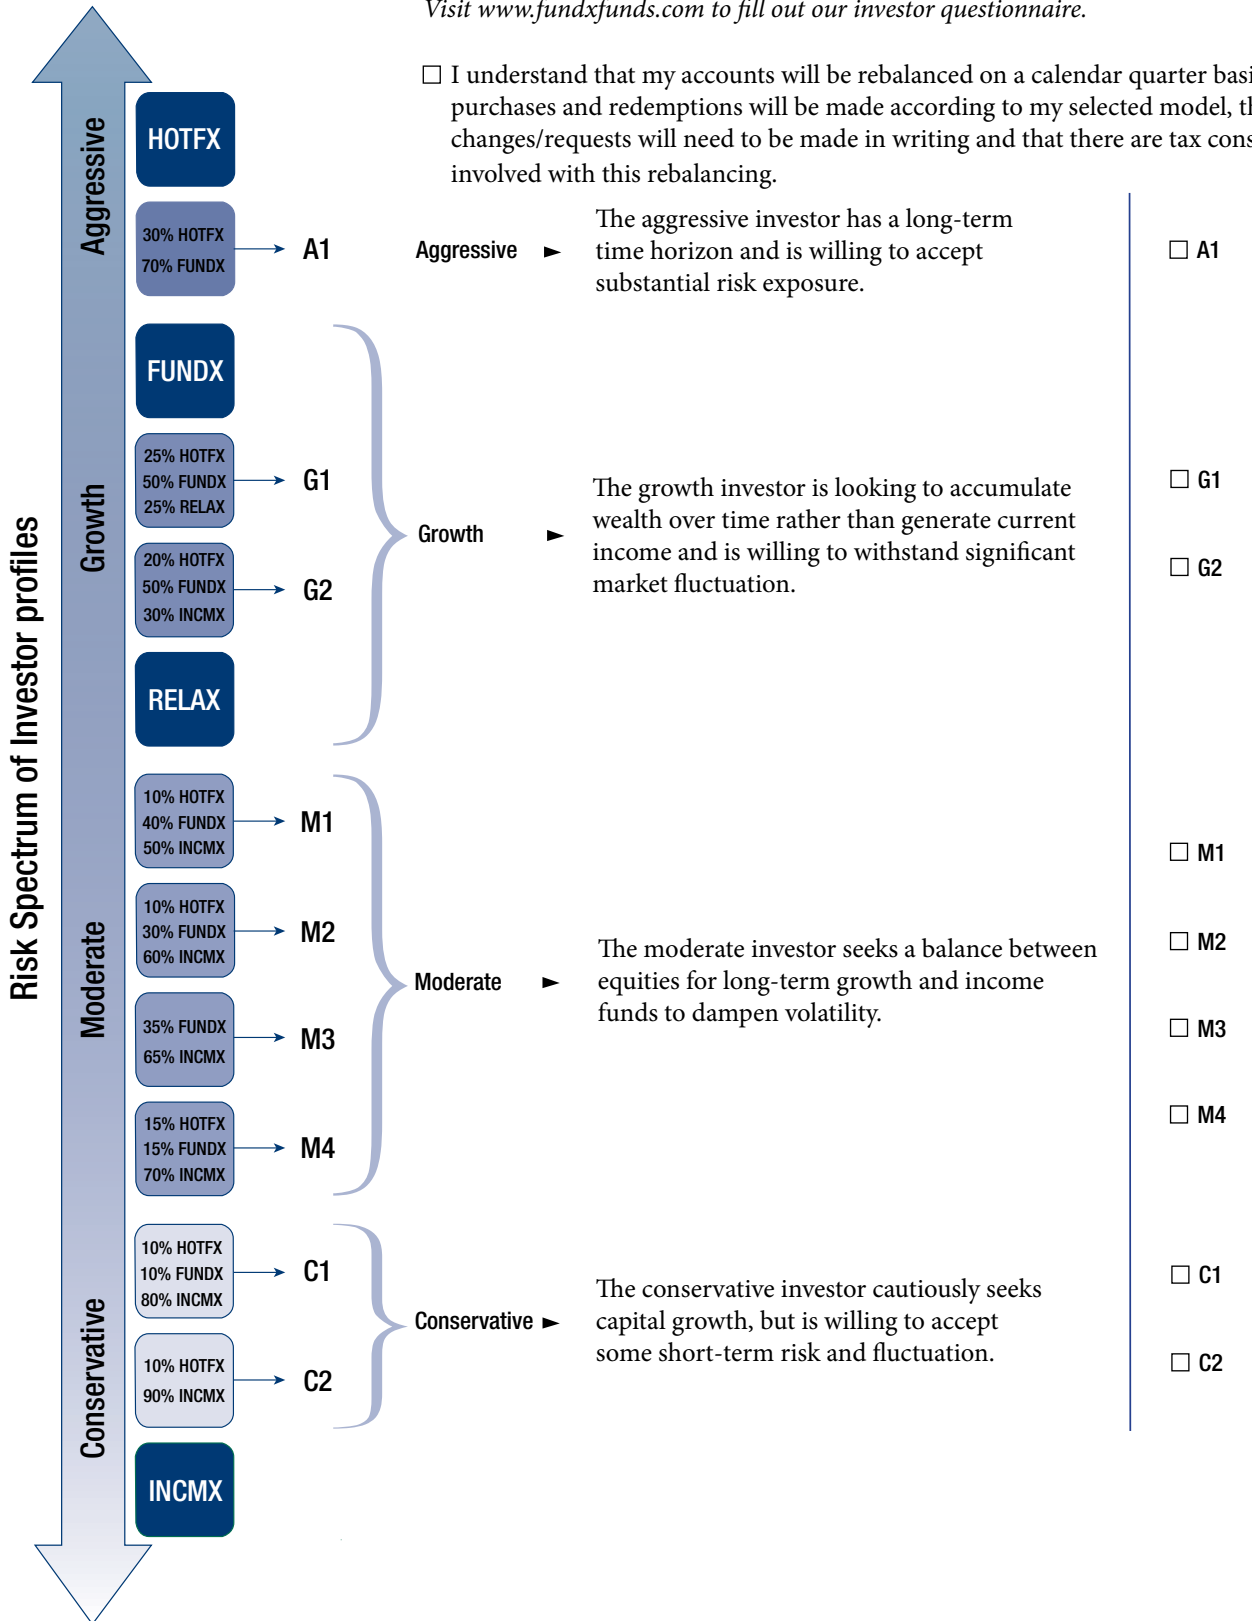 Visit www.fundxfunds.com to fill out our investor questionnaire.
I understand that my accounts will be rebalanced on a calendar quarter basi
purchases and redemptions will be made according to my selected model, th
changes/requests will need to be made in writing and that there are tax cons
involved with this rebalancing.
Risk Spectrum of Investor profiles
Aggressive
HOTFX
30% HOTFX
70% FUNDX
A1
Aggressive ►
The aggressive investor has a long-term
time horizon and is willing to accept
substantial risk exposure.
☐ A1
Growth
FUNDX
25% HOTFX
50% FUNDX
25% RELAX
G1
20% HOTFX
50% FUNDX
30% INCMX
G2
RELAX
Growth ►
The growth investor is looking to accumulate
wealth over time rather than generate current
income and is willing to withstand significant
market fluctuation.
☐ G1
☐ G2
Moderate
10% HOTFX
40% FUNDX
50% INCMX
M1
10% HOTFX
30% FUNDX
60% INCMX
M2
35% FUNDX
65% INCMX
M3
15% HOTFX
15% FUNDX
70% INCMX
M4
Moderate ►
The moderate investor seeks a balance between
equities for long-term growth and income
funds to dampen volatility.
☐ M1
☐ M2
☐ M3
☐ M4
Conservative
10% HOTFX
10% FUNDX
80% INCMX
C1
10% HOTFX
90% INCMX
C2
INCMX
Conservative ►
The conservative investor cautiously seeks
capital growth, but is willing to accept
some short-term risk and fluctuation.
☐ C1
☐ C2